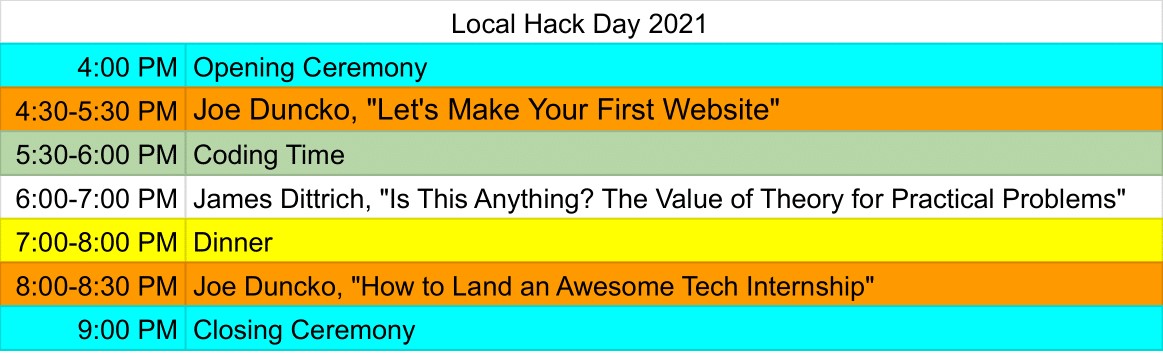 Local Hack Day 2021
4:00 PM Opening Ceremony
4:30-5:30 PM Joe Duncko, "Let's Make Your First Website"
5:30-6:00 PM Coding Time
6:00-7:00 PM James Dittrich, "Is This Anything? The Value of Theory for Practical Problems"
7:00-8:00 PM Dinner
8:00-8:30 PM Joe Duncko, "How to Land an Awesome Tech Internship"
9:00 PM Closing Ceremony